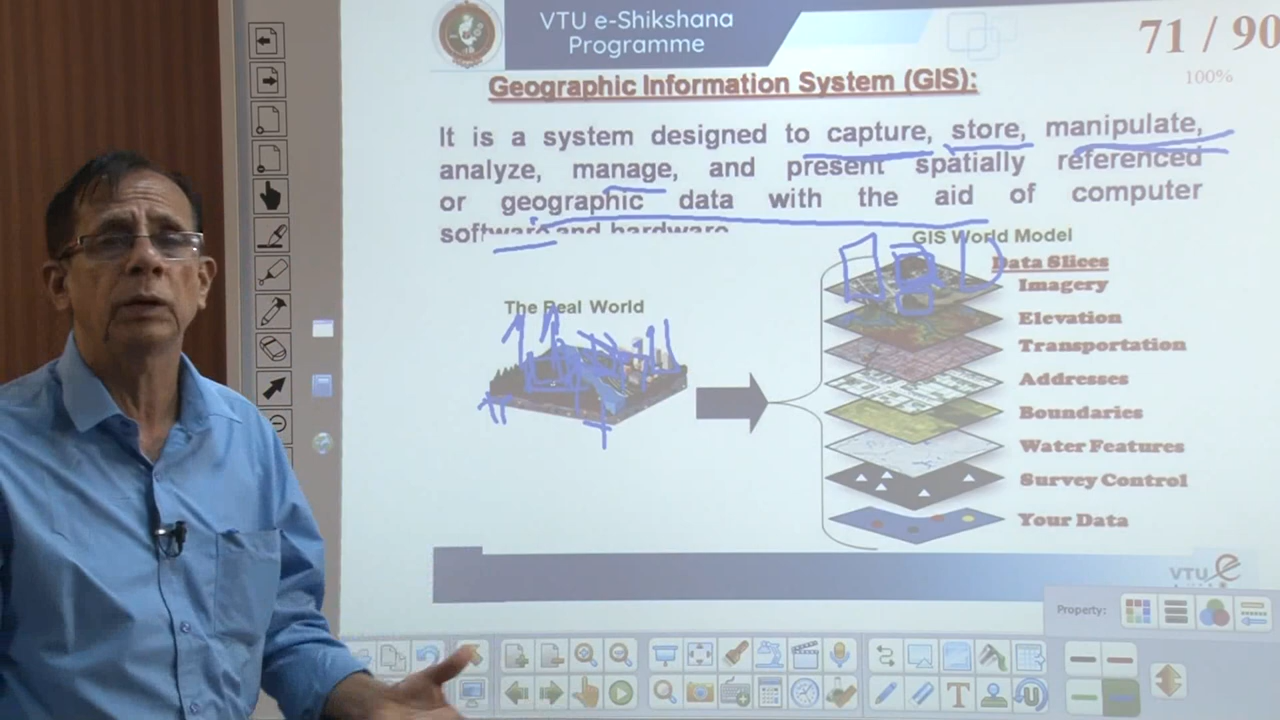 VTU e-Shikshana
Programme
71 / 90
100%
Geographic Information System (GIS):
It is a system designed to capture, store, manipulate,
analyze, manage, and present spatially referenced
or geographic data with the aid of computer
software and hardware
GIS World Model
Data Slices
The Real World
Imagery
Elevation
Transportation
Addresses
Boundaries
Water Features
Survey Control
Your Data
VTU e
Property: